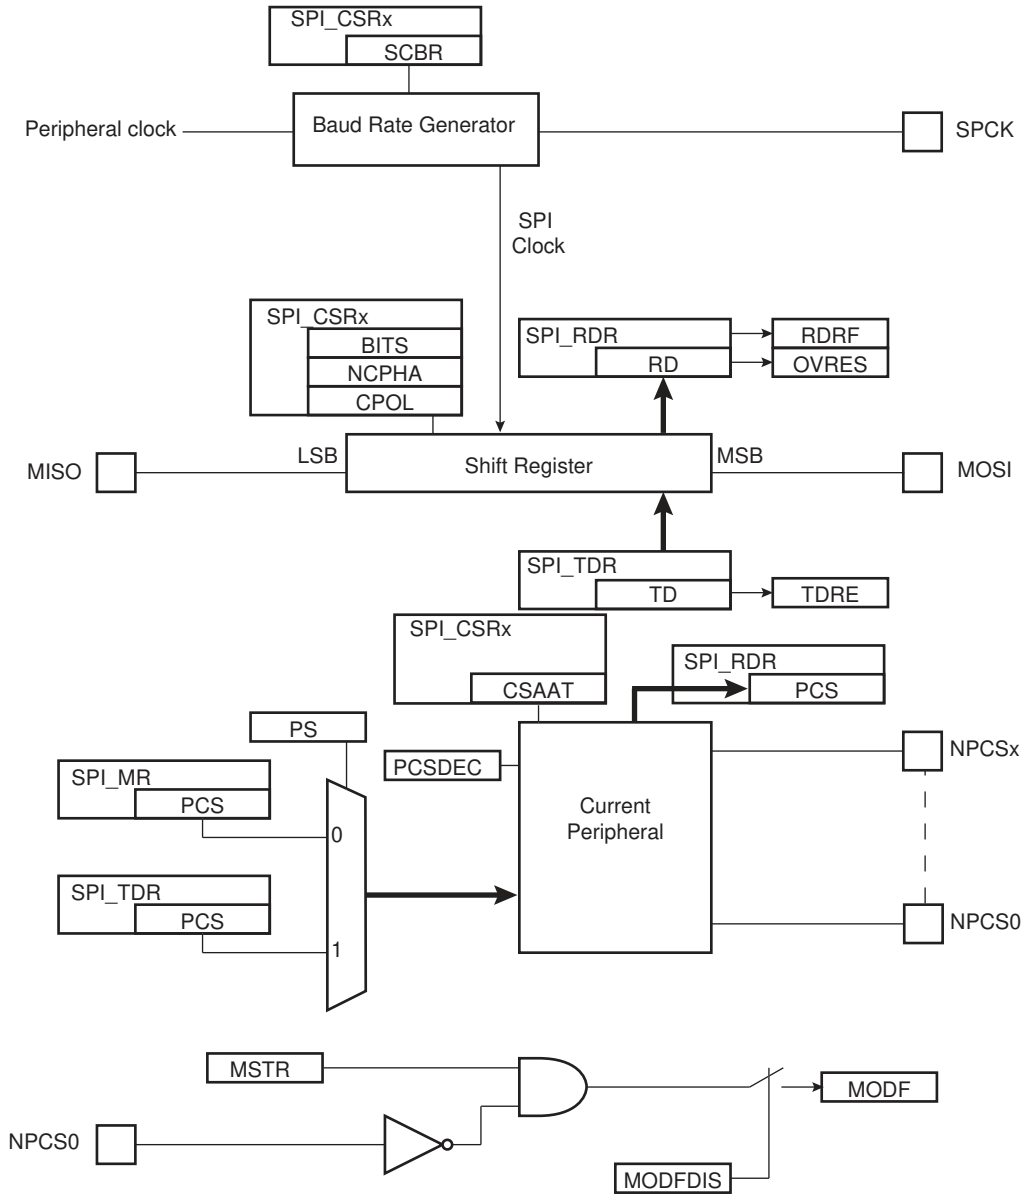 SPI_CSRx
SCBR
Peripheral clock
Baud Rate Generator
SPCK
SPI
Clock
SPI_CSRx
BITS
NCPHA
CPOL
SPI_RDR
RD
RDRF
OVRES
MISO
LSB
Shift Register
MSB
MOSI
SPI_TDR
TD
TDRE
SPI_CSRx
CSAAT
SPI_RDR
PCS
PS
PCSDEC
NPCSx
SPI_MR
PCS
0
Current
Peripheral
SPI_TDR
PCS
1
NPCS0
MSTR
MODF
NPCS0
MODFDIS